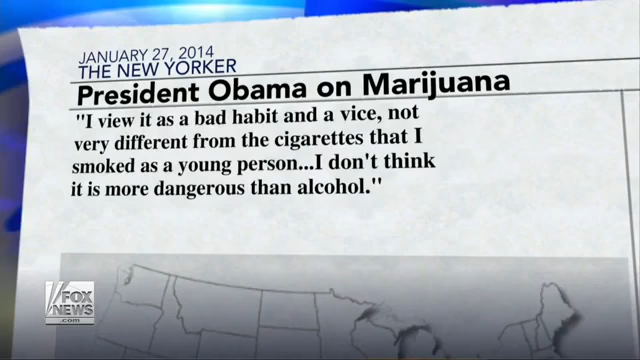 JANUARY 27, 2014
THE NEW YORKER
President Obama on Marijuana
"I view it as a bad habit and a vice, not
very different from the cigarettes that I
smoked as a young person...I don't think
it is more dangerous than alcohol."
FOX
NEWS
.com